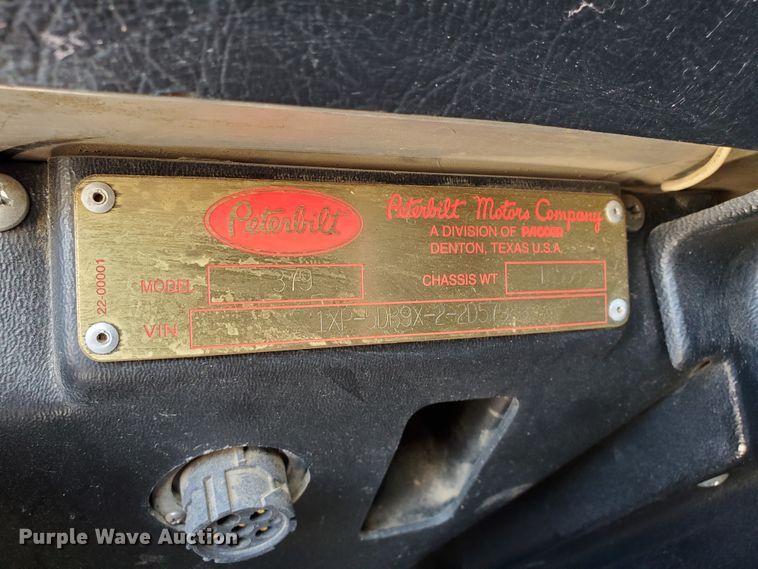 Peterbilt
Peterbilt Motors Company
A DIVISION OF PACCAR
DENTON, TEXAS U.S.A.
MODEL 379
CHASSIS WT
VIN
22-00001
Purple Wave Auction